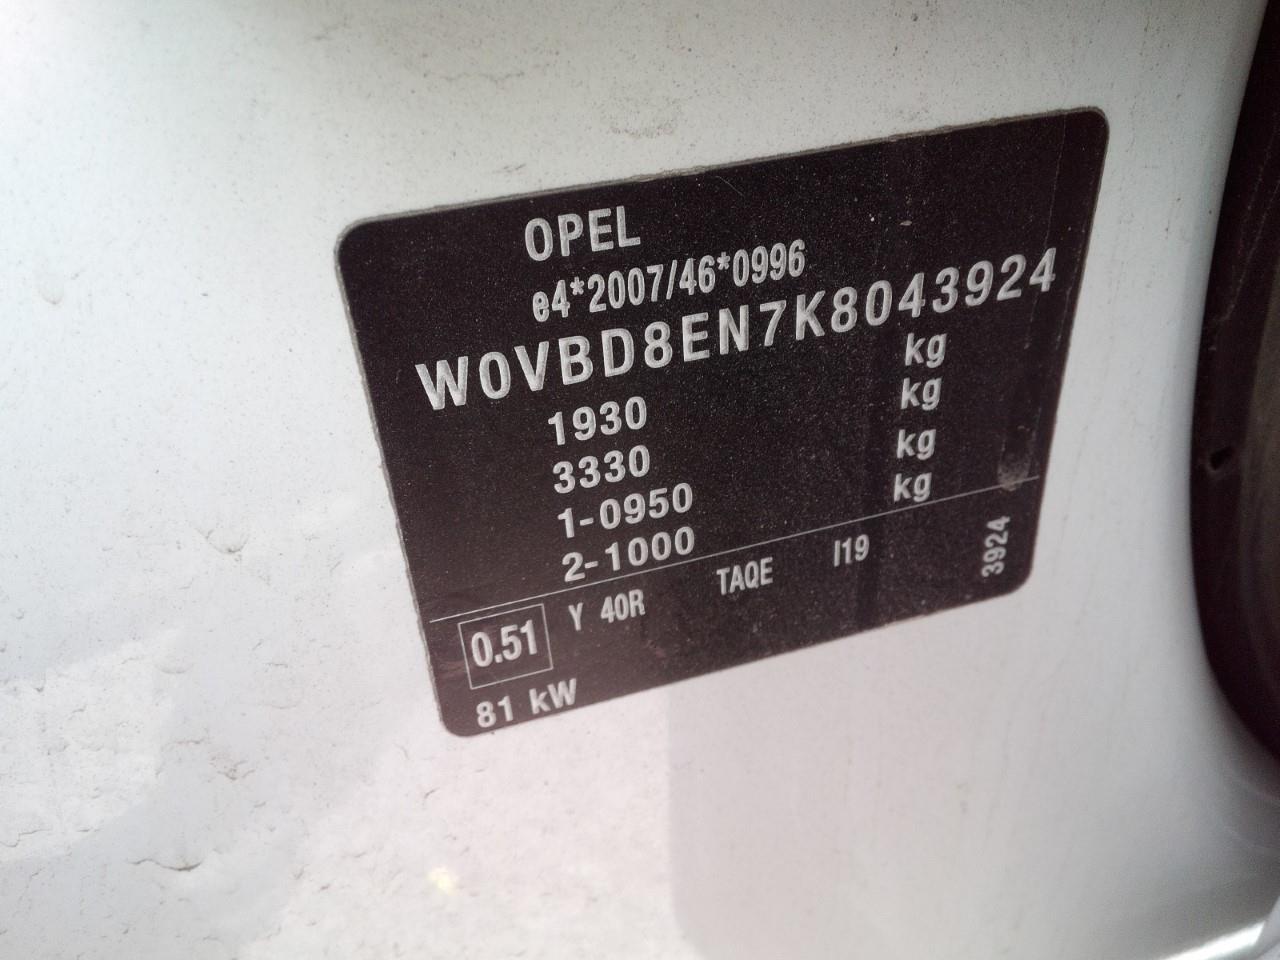 OPEL
e4*2007/46*0996
W0VBD8EN7K8043924
1930 kg
3330 kg
1-0950 kg
2-1000 kg
0.51 Y 40R TAQE I19 3924
81 kW